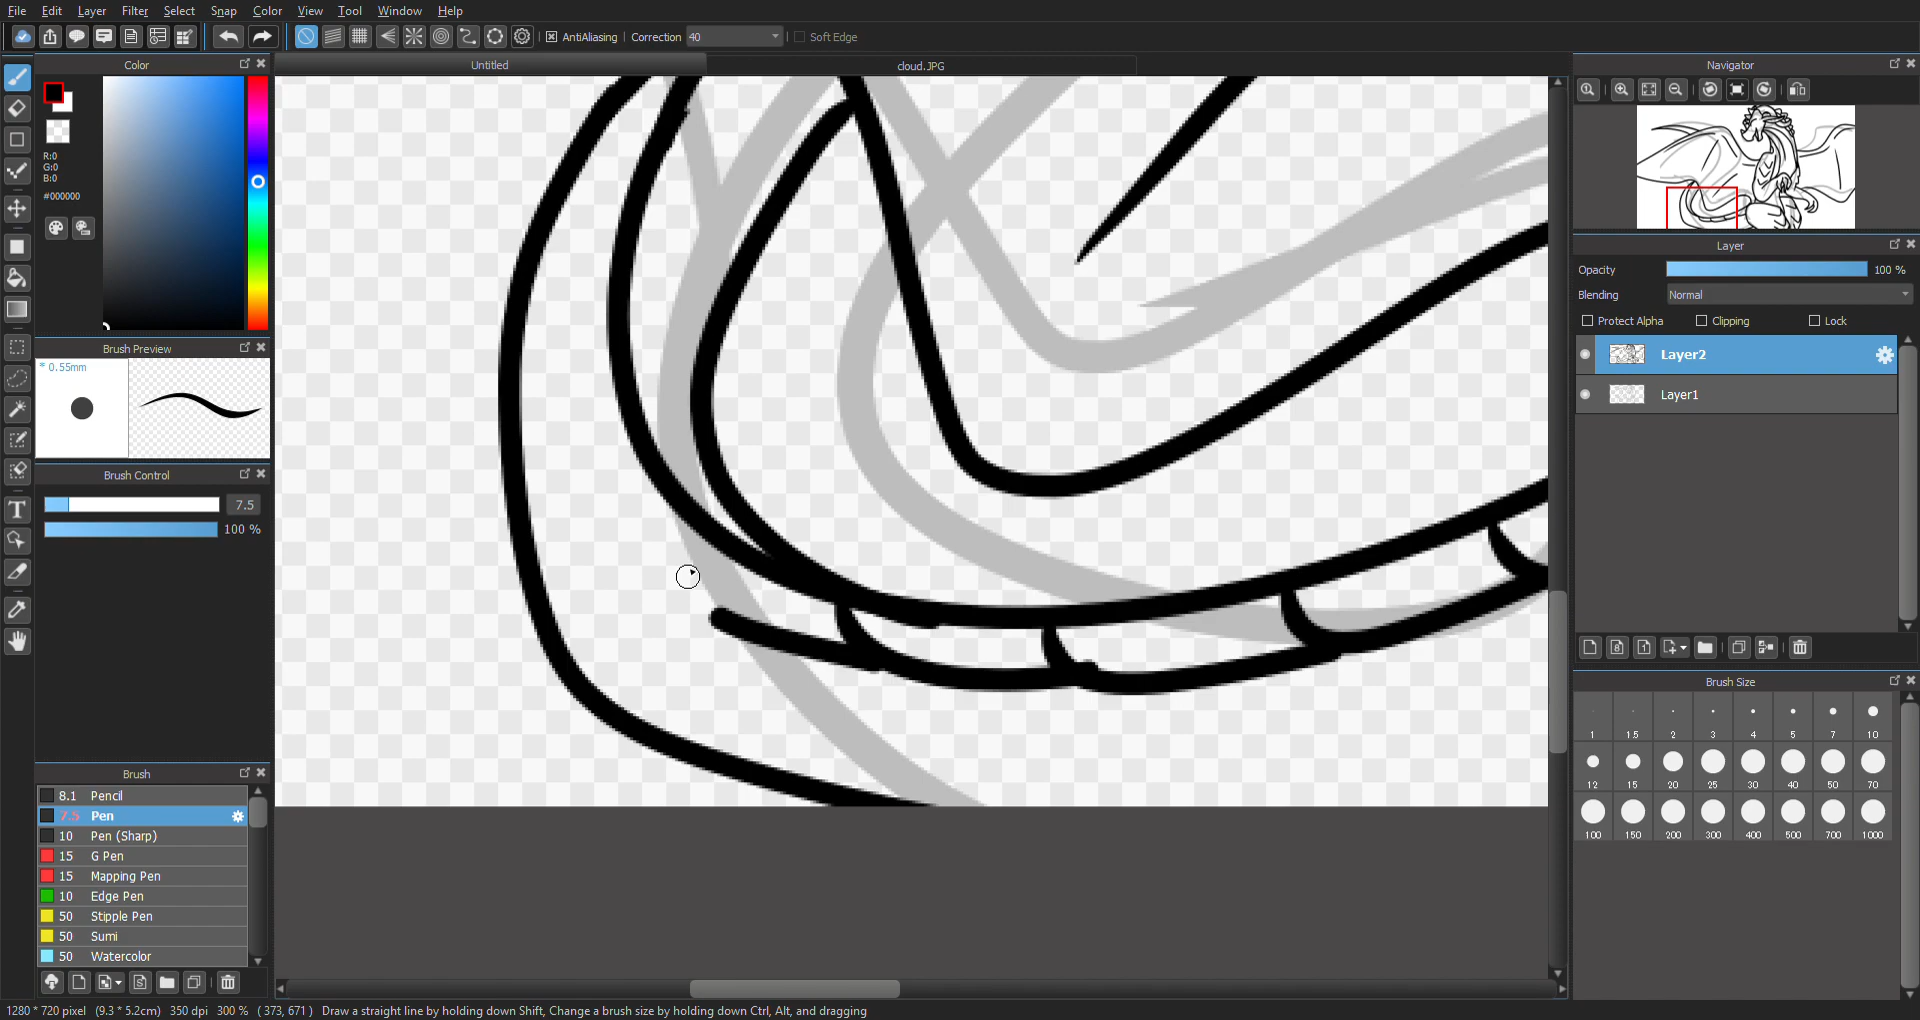 File Edit Layer Filter Select Snap Color View Tool Window Help
AntiAliasing Correction 40 Soft Edge
Color
Untitled
cloud.JPG
Navigator
R:0
G:0
B:0
#000000
Layer
Opacity 100 %
Blending Normal
Protect Alpha Clipping Lock
Layer2
Layer1
Brush Preview
* 0.55mm
Brush Control
7.5
100 %
Brush Size
1 1.5 2 3 4 5 7 10
12 15 20 25 30 40 50 70
100 150 200 300 400 500 700 1000
Brush
8.1 Pencil
7.5 Pen
10 Pen (Sharp)
15 G Pen
15 Mapping Pen
10 Edge Pen
50 Stipple Pen
50 Sumi
50 Watercolor
1280 * 720 pixel (9.3 * 5.2cm) 350 dpi 300 % ( 373, 671 ) Draw a straight line by holding down Shift, Change a brush size by holding down Ctrl, Alt, and dragging